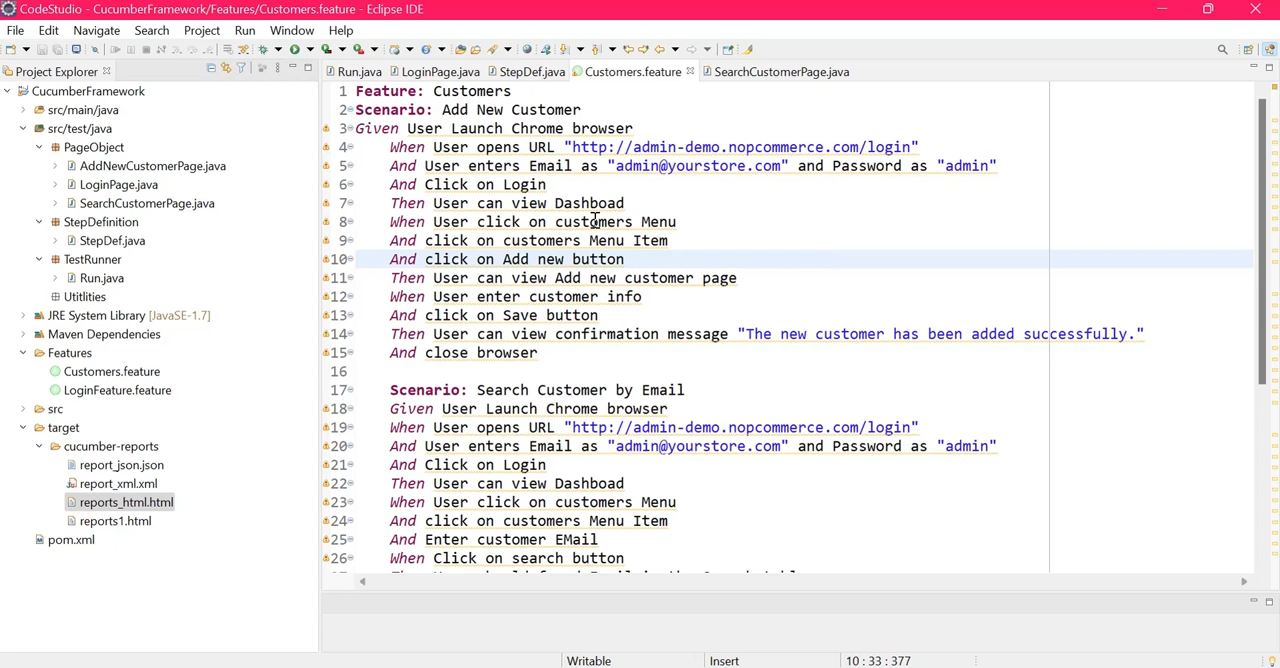 CodeStudio - CucumberFramework/Features/Customers.feature - Eclipse IDE
File Edit Navigate Search Project Run Window Help
Project Explorer
Run.java LoginPage.java StepDef.java Customers.feature SearchCustomerPage.java
CucumberFramework
src/main/java
src/test/java
PageObject
AddNewCustomerPage.java
LoginPage.java
SearchCustomerPage.java
StepDefinition
StepDef.java
TestRunner
Run.java
Utitlities
JRE System Library [JavaSE-1.7]
Maven Dependencies
Features
Customers.feature
LoginFeature.feature
src
target
cucumber-reports
report_json.json
report_xml.xml
reports_html.html
reports1.html
pom.xml
1 Feature: Customers
2 Scenario: Add New Customer
3 Given User Launch Chrome browser
4 When User opens URL "http://admin-demo.nopcommerce.com/login"
5 And User enters Email as "admin@yourstore.com" and Password as "admin"
6 And Click on Login
7 Then User can view Dashboad
8 When User click on customers Menu
9 And click on customers Menu Item
10 And click on Add new button
11 Then User can view Add new customer page
12 When User enter customer info
13 And click on Save button
14 Then User can view confirmation message "The new customer has been added successfully."
15 And close browser
16
17 Scenario: Search Customer by Email
18 Given User Launch Chrome browser
19 When User opens URL "http://admin-demo.nopcommerce.com/login"
20 And User enters Email as "admin@yourstore.com" and Password as "admin"
21 And Click on Login
22 Then User can view Dashboad
23 When User click on customers Menu
24 And click on customers Menu Item
25 And Enter customer EMail
26 When Click on search button
Writable Insert 10 : 33 : 377